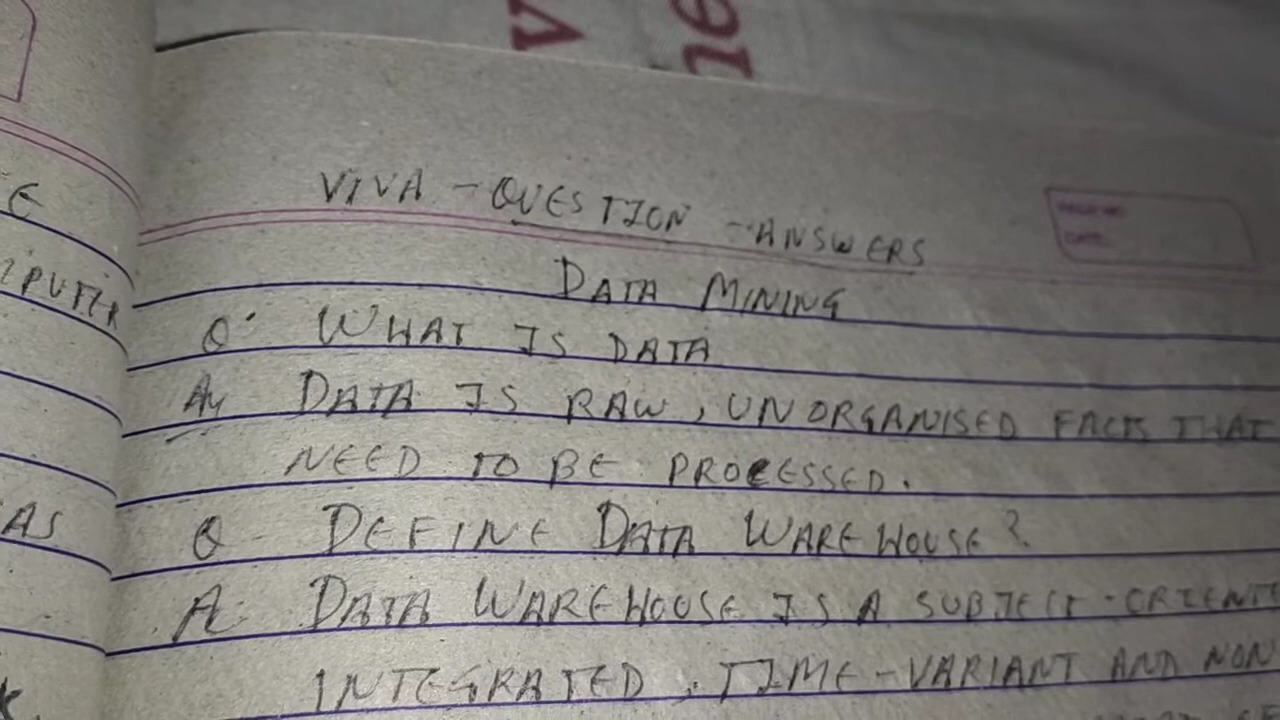 VIVA - QUESTION - ANSWERS
DATA MINING
Q. WHAT IS DATA
A. DATA IS RAW, UNORGANISED FACTS THAT
NEED TO BE PROCESSED.
Q DEFINE DATA WAREHOUSE?
A. DATA WAREHOUSE IS A SUBJECT-ORIENT
INTEGRATED, TIME-VARIANT AND NON